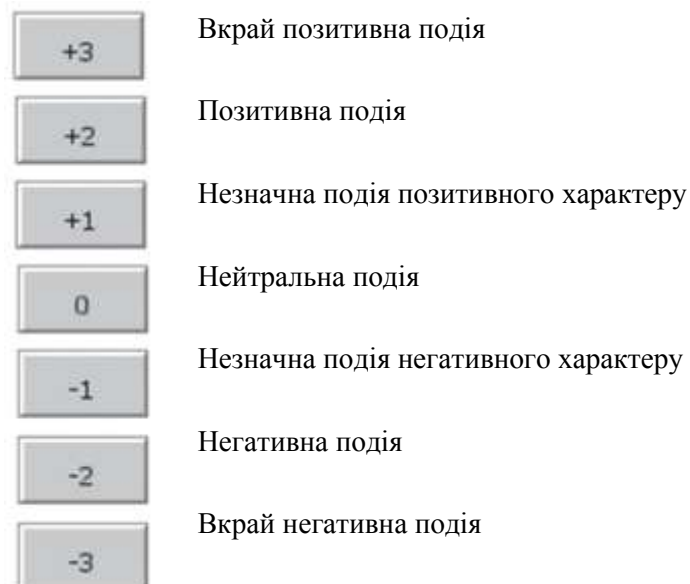 +3 Вкрай позитивна подія
+2 Позитивна подія
+1 Незначна подія позитивного характеру
0 Нейтральна подія
-1 Незначна подія негативного характеру
-2 Негативна подія
-3 Вкрай негативна подія